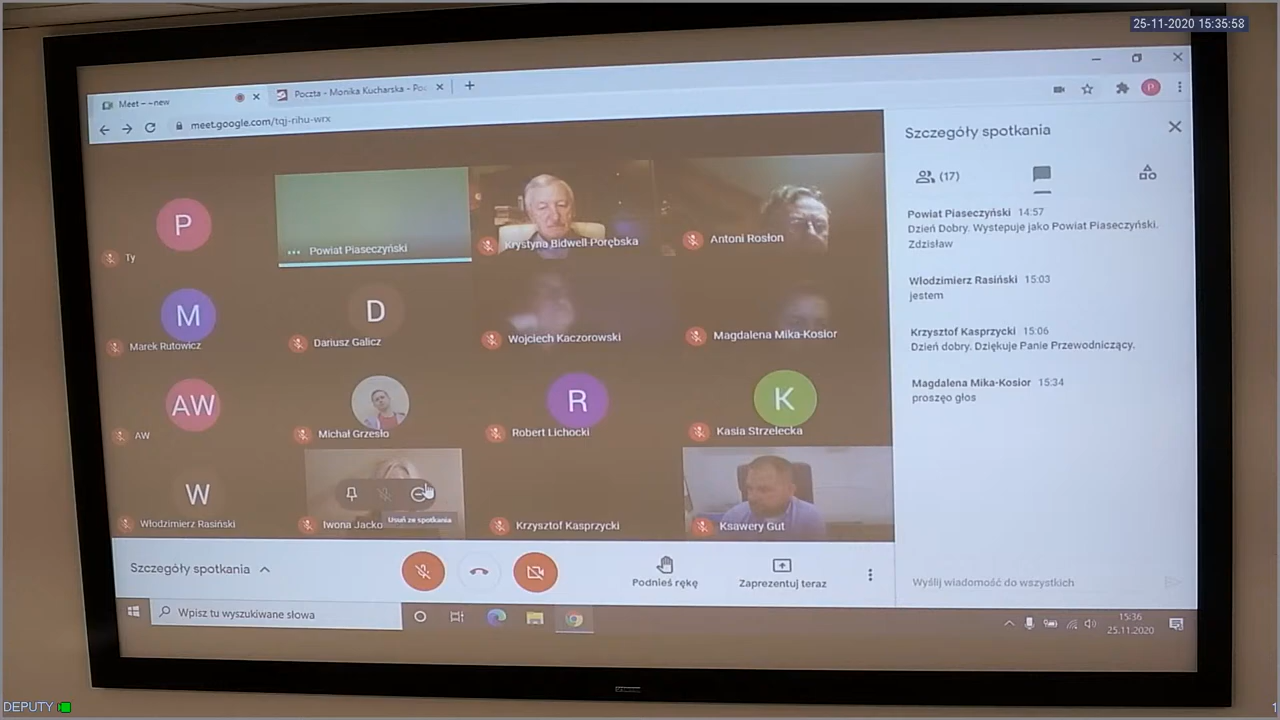 25-11-2020 15:35:58
Meet – ~new
Poczta - Monika Kucharska - Po
meet.google.com/tqj-nhu-wrx
P
Szczegóły spotkania
(17)
P
Ty
Powiat Piaseczyński
Krystyna Bidwell-Porębska
Antoni Rosłon
M
Marek Rutowicz
D
Dariusz Galicz
Wojciech Kaczorowski
Magdalena Mika-Kosior
AW
AW
Michał Grzesło
R
Robert Lichocki
K
Kasia Strzelecka
W
Włodzimierz Rasiński
Iwona Jacko
Usuń ze spotkania
Krzysztof Kasprzycki
Ksawery Gut
Powiat Piaseczyński 14:57
Dzień Dobry. Wystepuje jako Powiat Piaseczyński.
Zdzisław
Włodzimierz Rasiński 15:03
jestem
Krzysztof Kasprzycki 15:06
Dzień dobry. Dziękuje Panie Przewodniczący.
Magdalena Mika-Kosior 15:34
proszęo głos
Wyślij wiadomość do wszystkich
Szczegóły spotkania
Podnieś rękę
Zaprezentuj teraz
Wpisz tu wyszukiwane słowa
15:36
25.11.2020
DEPUTY
1